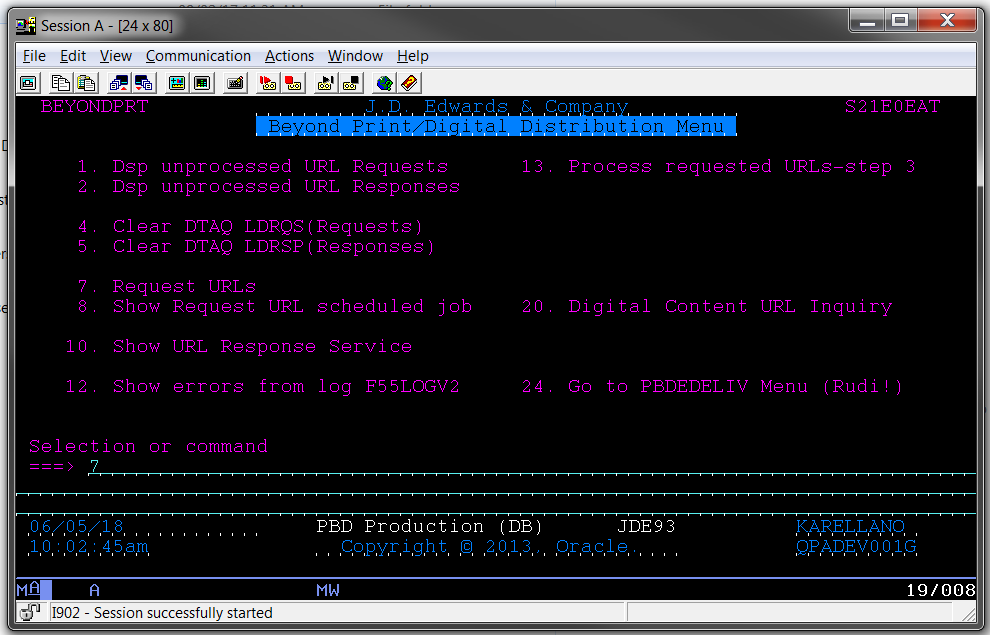 Session A - [24 x 80]
File Edit View Communication Actions Window Help
BEYONDPRT J.D. Edwards & Company S21E0EAT
Beyond Print/Digital Distribution Menu
1. Dsp unprocessed URL Requests 13. Process requested URLs-step 3
2. Dsp unprocessed URL Responses
4. Clear DTAQ LDRQS(Requests)
5. Clear DTAQ LDRSP(Responses)
7. Request URLs
8. Show Request URL scheduled job 20. Digital Content URL Inquiry
10. Show URL Response Service
12. Show errors from log F55LOGV2 24. Go to PBDEDELIV Menu (Rudi!)
Selection or command
===> 7
06/05/18 PBD Production (DB) JDE93 KARELLANO
10:02:45am Copyright © 2013, Oracle. QPADEV001G
MA A MW 19/008
I902 - Session successfully started